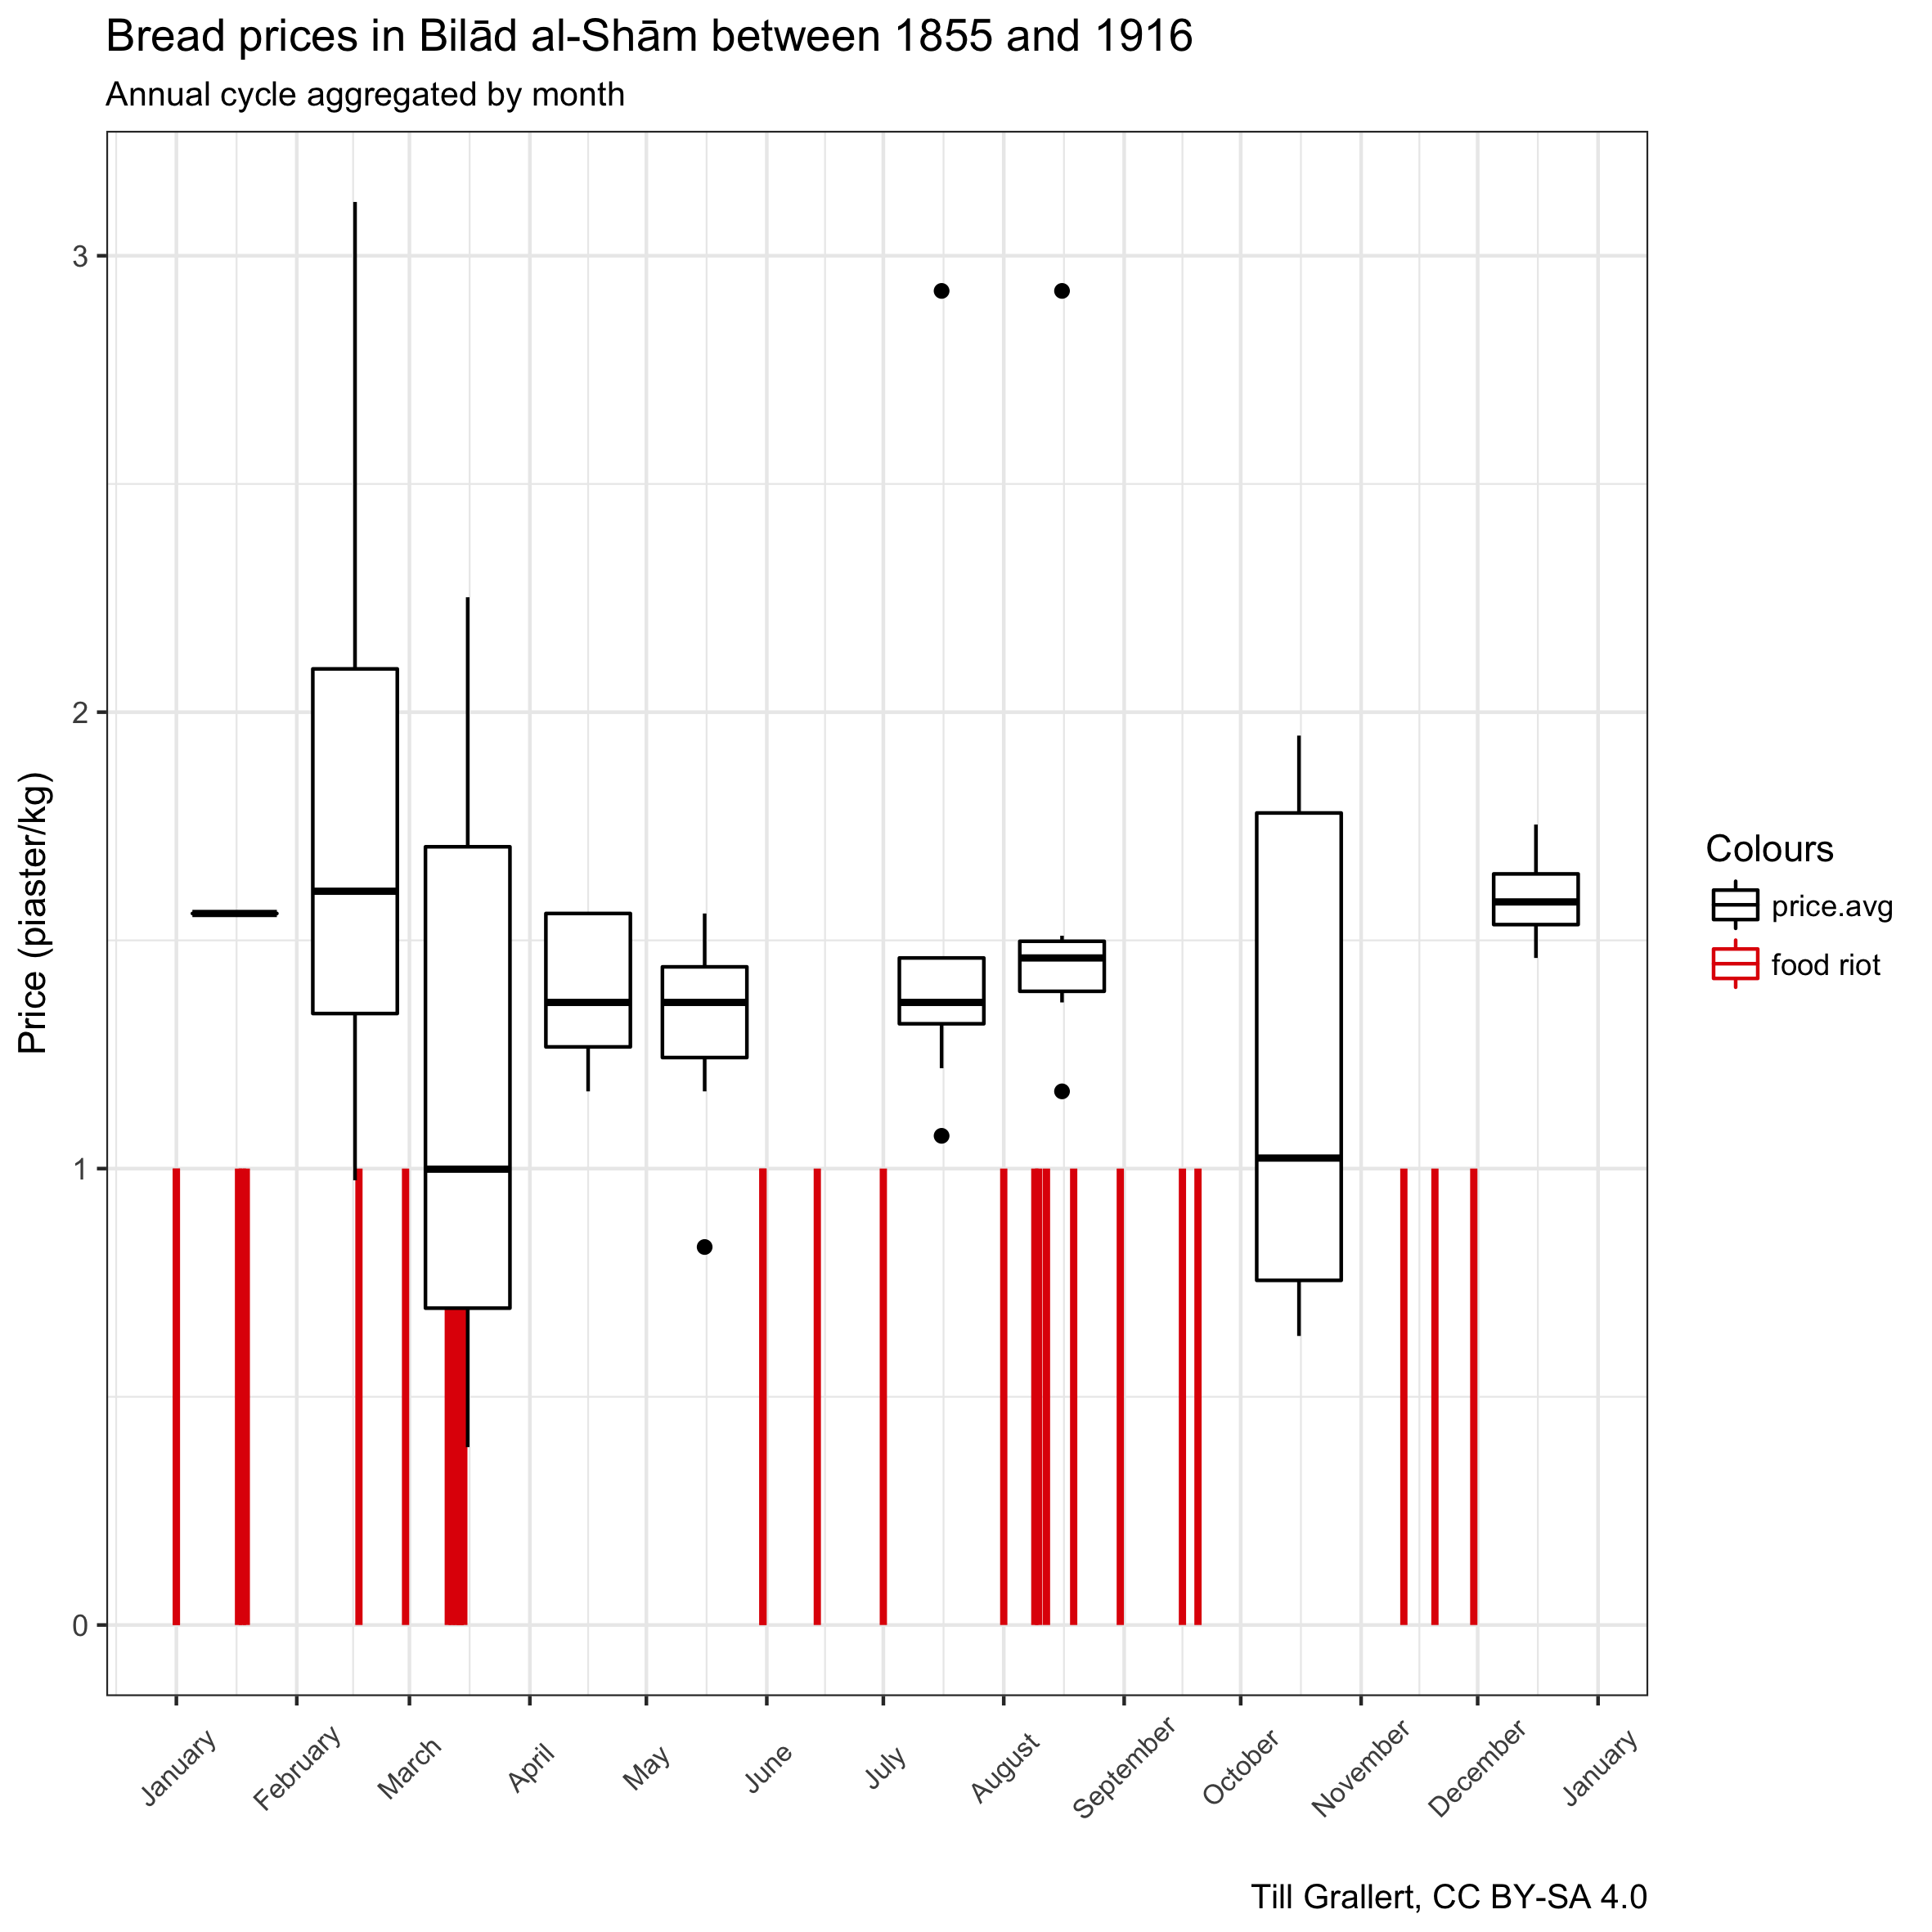 Bread prices in Bilād al-Shām between 1855 and 1916
Annual cycle aggregated by month
Price (piaster/kg)
3
2
1
0
January
February
March
April
May
June
July
August
September
October
November
December
January
Colours
price.avg
food riot
Till Grallert, CC BY-SA 4.0